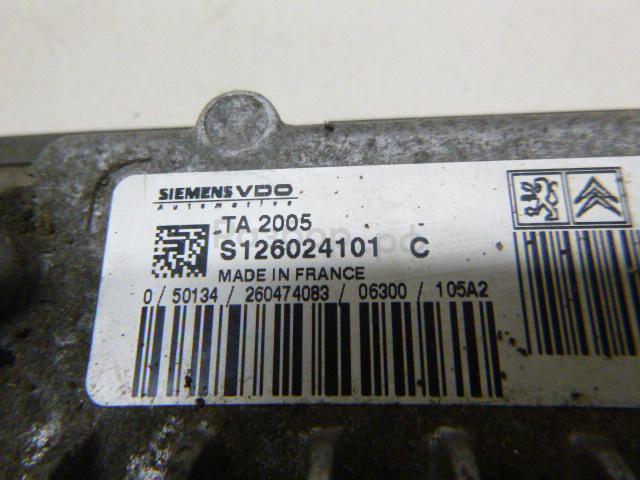 SIEMENS VDO
Automotive
TA 2005
S126024101 C
MADE IN FRANCE
0 / 50134 / 260474083 / 06300 / 105A2